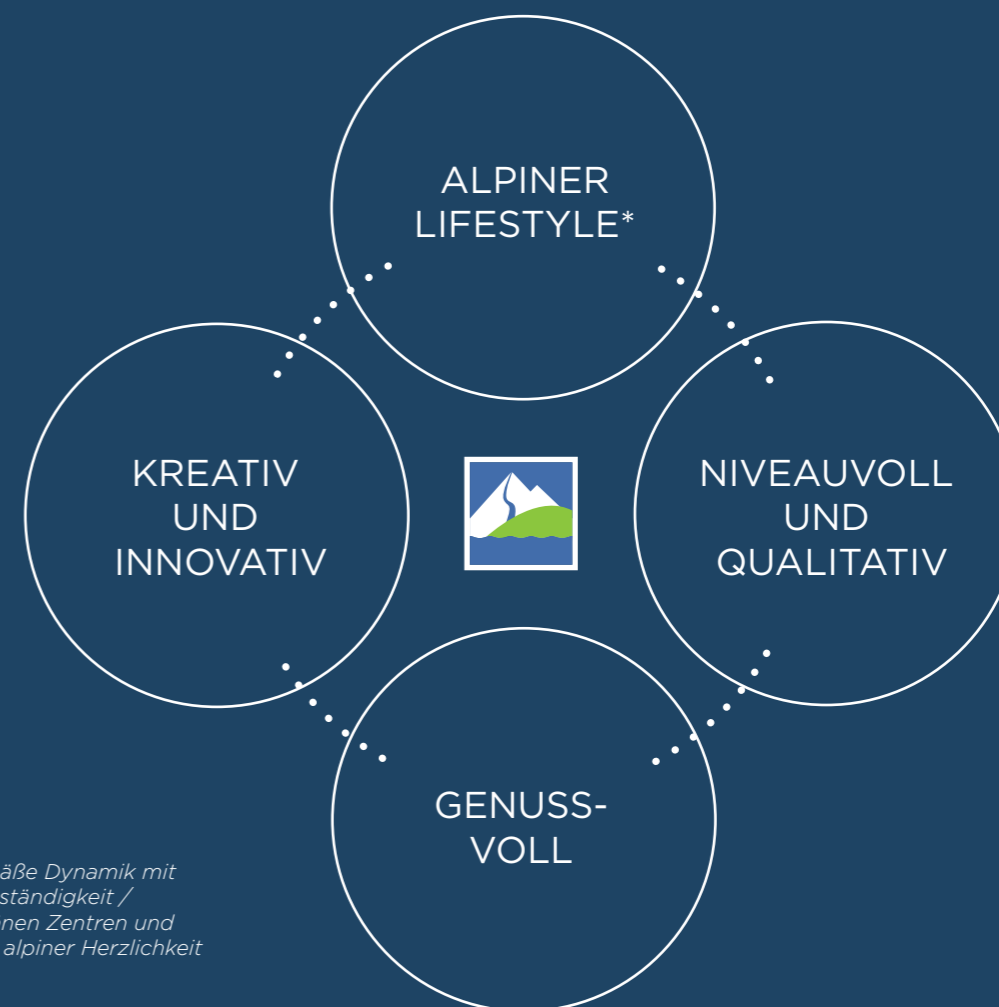 ALPINER
LIFESTYLE*
KREATIV
UND
INNOVATIV
NIVEAUVOLL
UND
QUALITATIV
GENUSS-
VOLL
äße Dynamik mit
ständigkeit /
nen Zentren und
alpiner Herzlichkeit